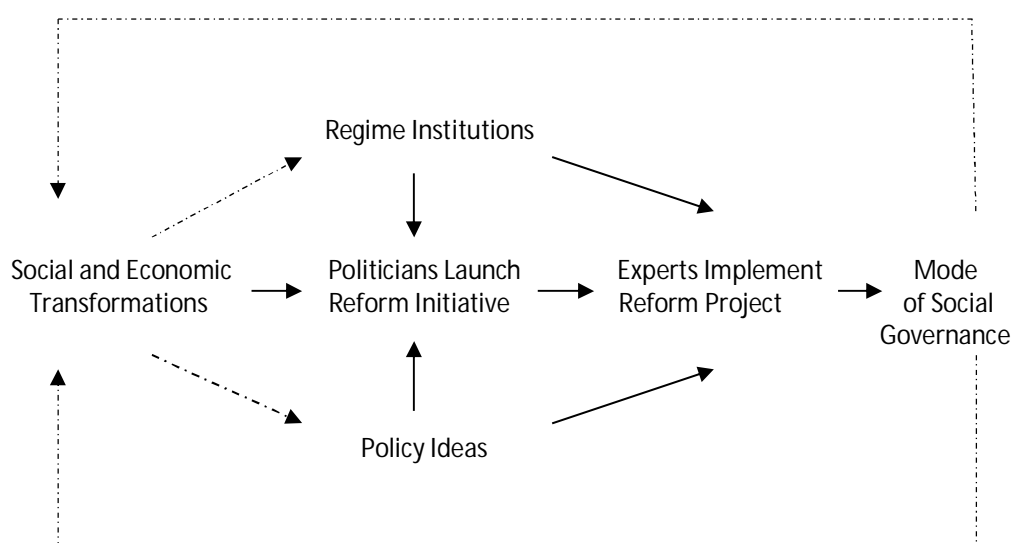 Regime Institutions
Social and Economic
Transformations
Politicians Launch
Reform Initiative
Experts Implement
Reform Project
Mode
of Social
Governance
Policy Ideas